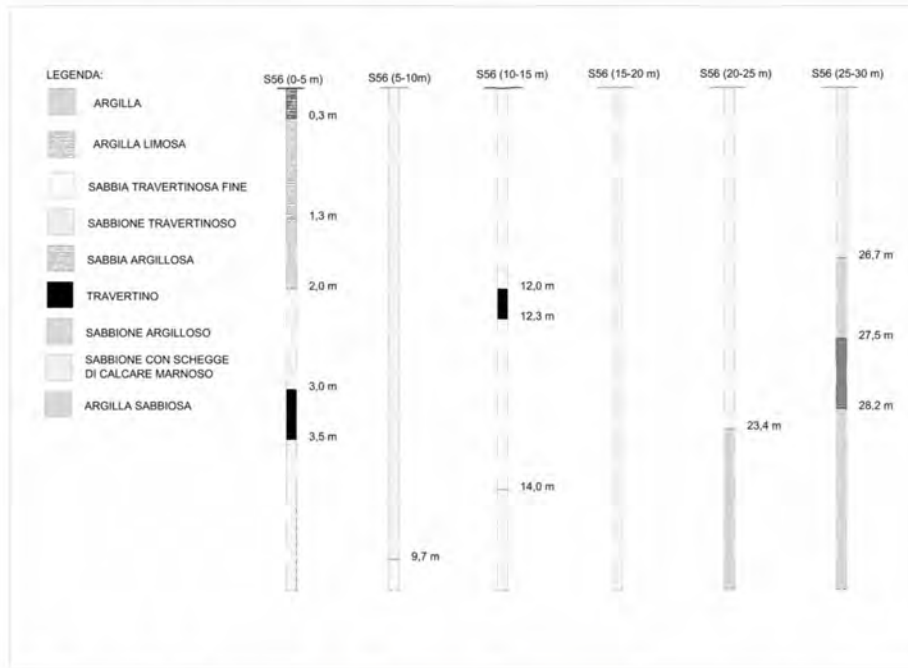 LEGENDA:
ARGILLA
ARGILLA LIMOSA
SABBIA TRAVERTINOSA FINE
SABBIONE TRAVERTINOSO
SABBIA ARGILLOSA
TRAVERTINO
SABBIONE ARGILLOSO
SABBIONE CON SCHEGGE
DI CALCARE MARNOSO
ARGILLA SABBIOSA
S56 (0-5 m)
0,3 m
1,3 m
2,0 m
3,0 m
3,5 m
S56 (5-10m)
9,7 m
S56 (10-15 m)
12,0 m
12,3 m
14,0 m
S56 (15-20 m)
S56 (20-25 m)
23,4 m
S56 (25-30 m)
26,7 m
27,5 m
28,2 m